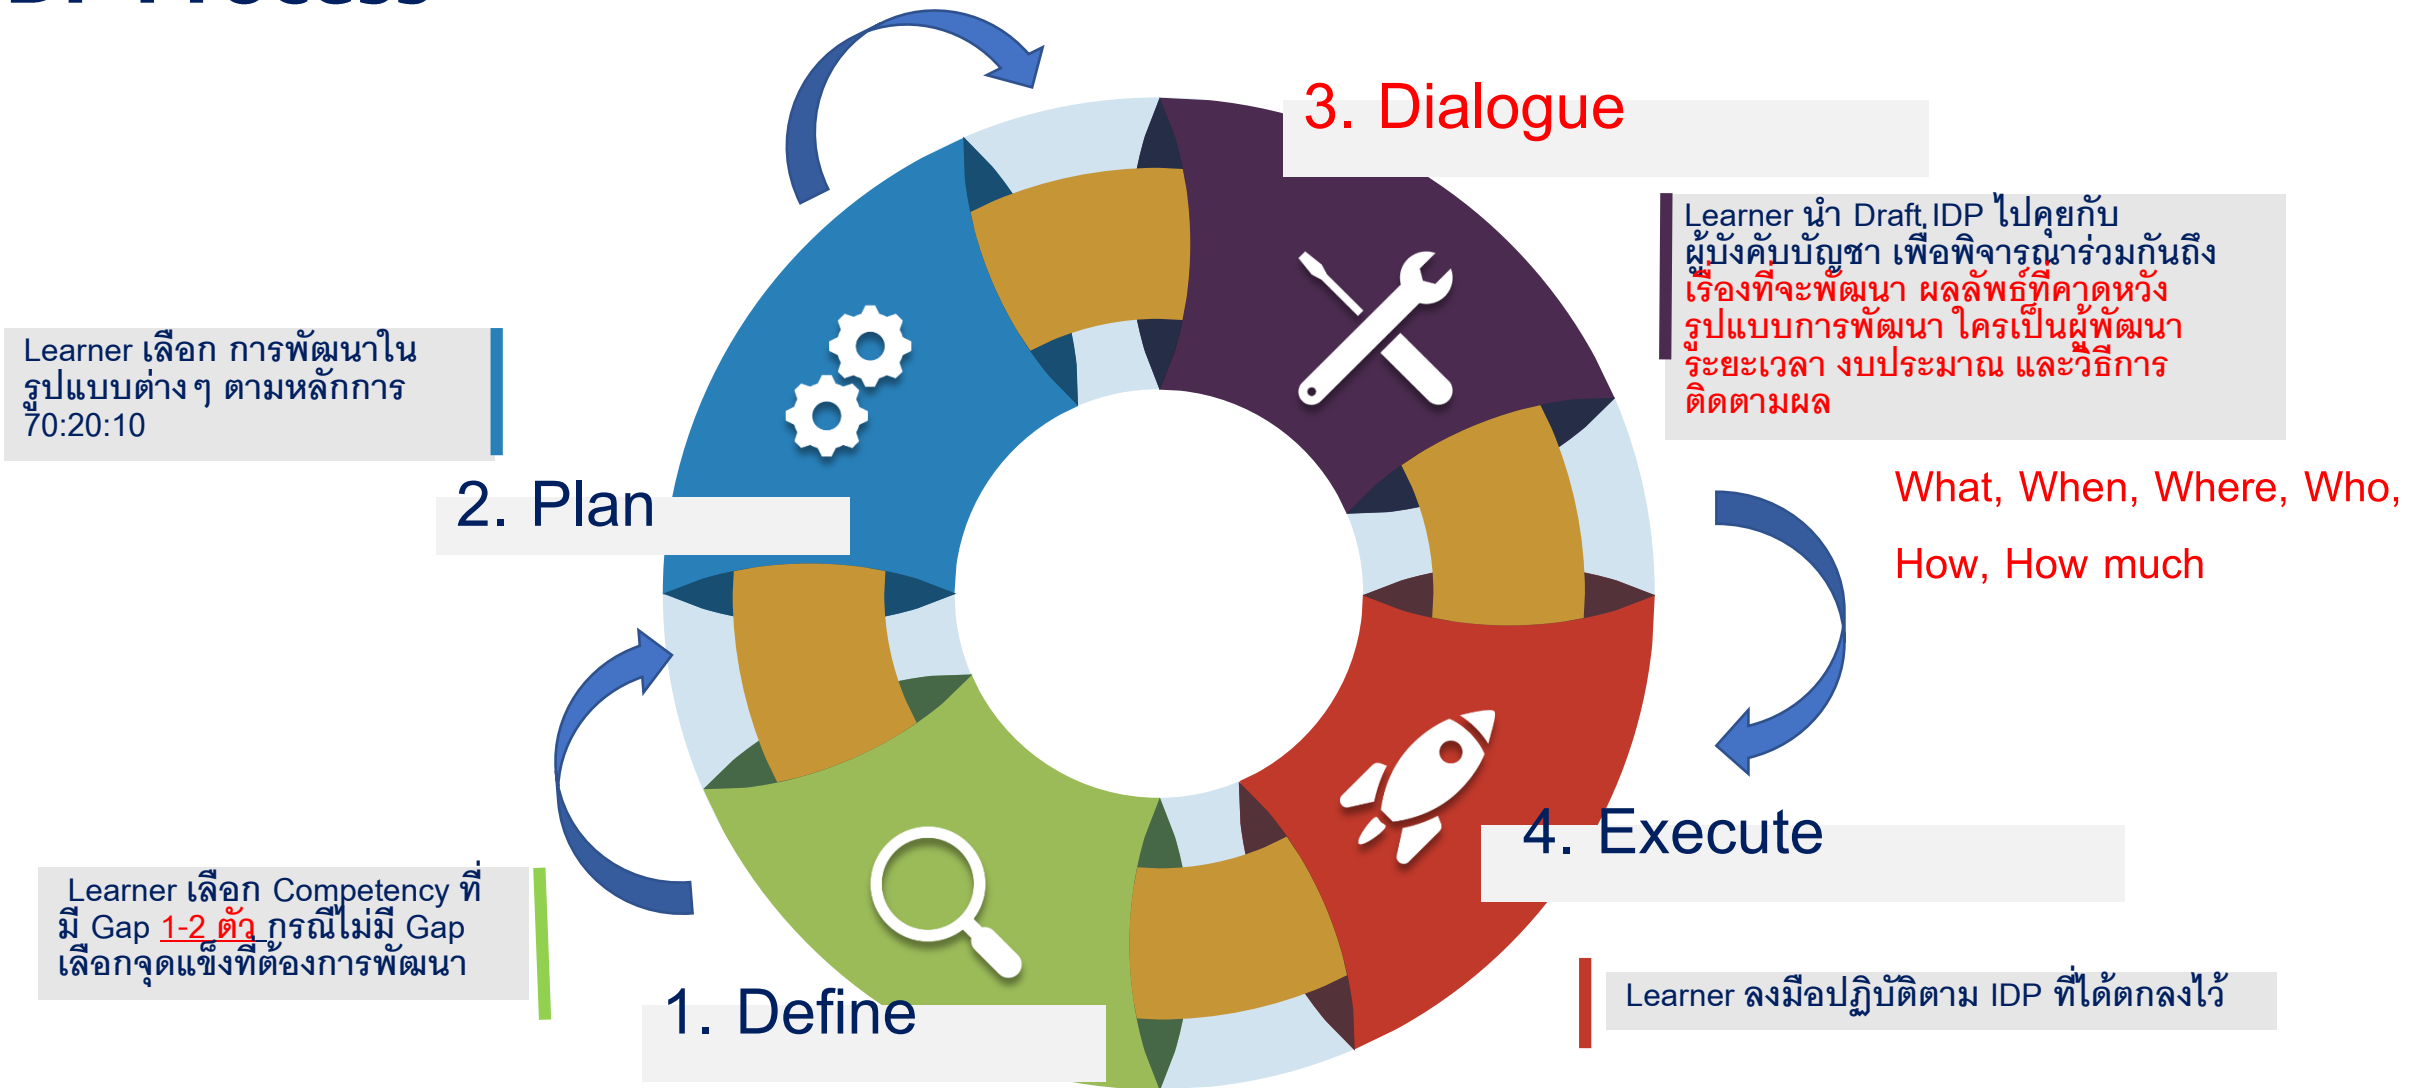 Process
3. Dialogue
Learner นำ Draft IDP ไปคุยกับ
ผู้บังคับบัญชา เพื่อพิจารณาร่วมกันถึง
เรื่องที่จะพัฒนา ผลลัพธ์ที่คาดหวัง
รูปแบบการพัฒนา ใครเป็นผู้พัฒนา
ระยะเวลา งบประมาณ และวิธีการ
ติดตามผล
Learner เลือก การพัฒนาใน
รูปแบบต่าง ๆ ตามหลักการ
70:20:10
2. Plan
What, When, Where, Who,
How, How much
4. Execute
Learner เลือก Competency ที่
มี Gap 1-2 ตัว กรณีไม่มี Gap
เลือกจุดแข็งที่ต้องการพัฒนา
1. Define
Learner ลงมือปฏิบัติตาม IDP ที่ได้ตกลงไว้